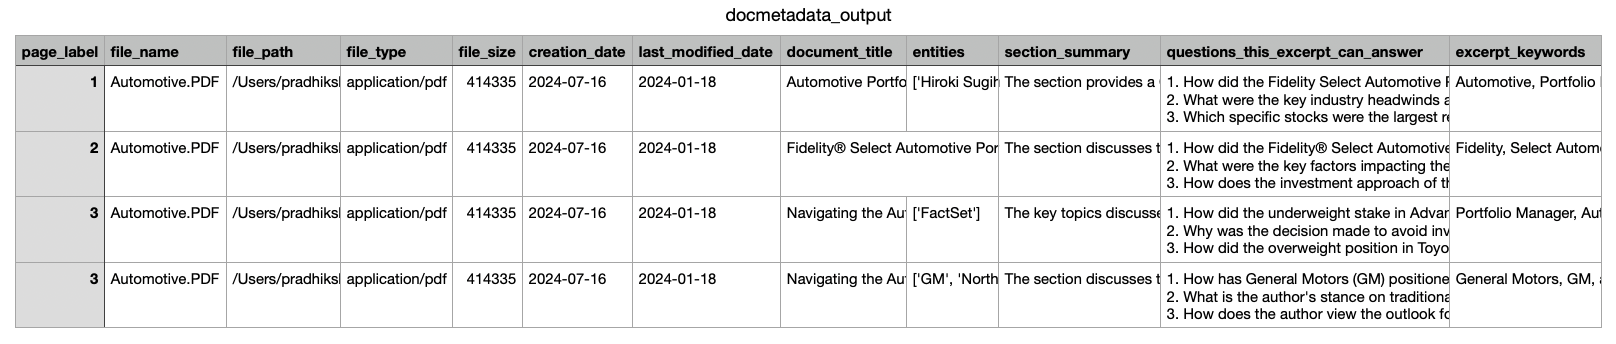 docmetadata_output
page_label file_name file_path file_type file_size creation_date last_modified_date document_title entities section_summary questions_this_excerpt_can_answer excerpt_keywords
1 Automotive.PDF /Users/pradhiksl application/pdf 414335 2024-07-16 2024-01-18 Automotive Portfo ['Hiroki Sugih The section provides a 1. How did the Fidelity Select Automotive Automotive, Portfolio
2. What were the key industry headwinds a
3. Which specific stocks were the largest re
2 Automotive.PDF /Users/pradhiksl application/pdf 414335 2024-07-16 2024-01-18 Fidelity® Select Automotive Por The section discusses t 1. How did the Fidelity® Select Automotive Fidelity, Select Autom
2. What were the key factors impacting the
3. How does the investment approach of th
3 Automotive.PDF /Users/pradhiksl application/pdf 414335 2024-07-16 2024-01-18 Navigating the Au ['FactSet'] The key topics discusse 1. How did the underweight stake in Advan Portfolio Manager, Aut
2. Why was the decision made to avoid inv
3. How did the overweight position in Toyo
3 Automotive.PDF /Users/pradhiksl application/pdf 414335 2024-07-16 2024-01-18 Navigating the Au ['GM', 'North The section discusses t 1. How has General Motors (GM) positione General Motors, GM,
2. What is the author's stance on traditiona
3. How does the author view the outlook fo